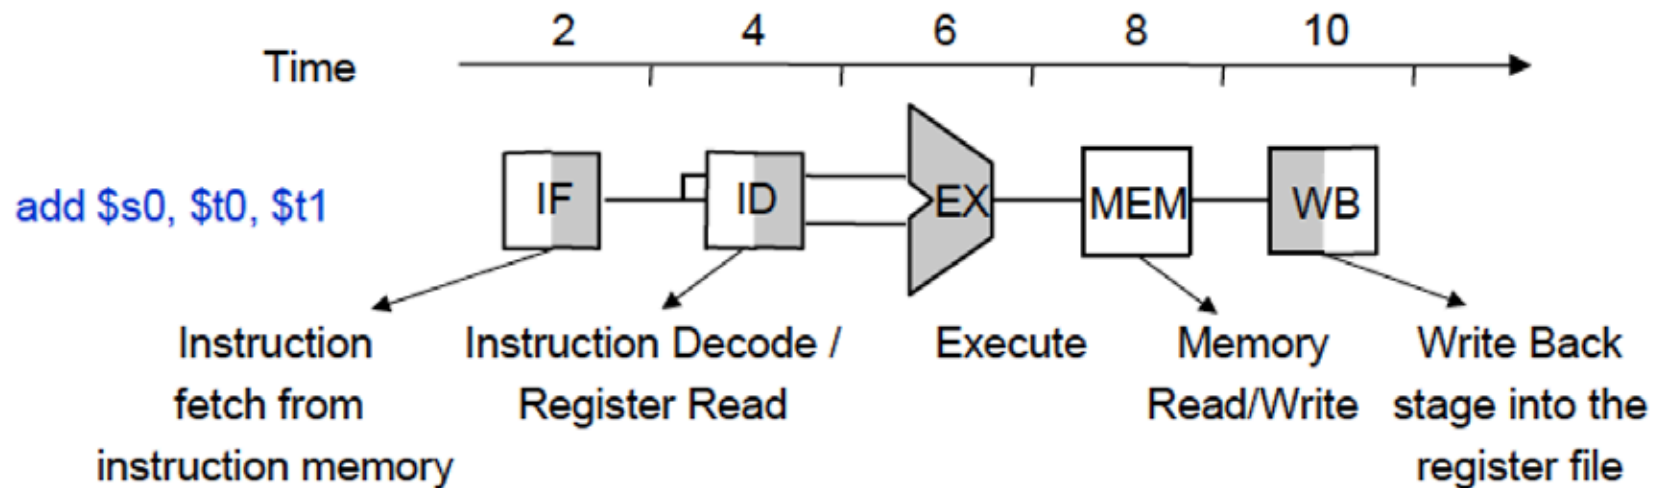 2 4 6 8 10
Time
add $s0, $t0, $t1
IF ID EX MEM WB
Instruction
fetch from
instruction memory
Instruction Decode /
Register Read
Execute
Memory
Read/Write
Write Back
stage into the
register file